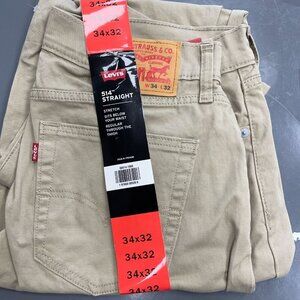 34x32
34x32
Levi's
514™
STRAIGHT
STRETCH
SITS BELOW
YOUR WAIST
REGULAR
THROUGH THE
THIGH
STRAUSS & CO.
W 34 L 32
Levi's
34x32
34x32
34x32
34x32